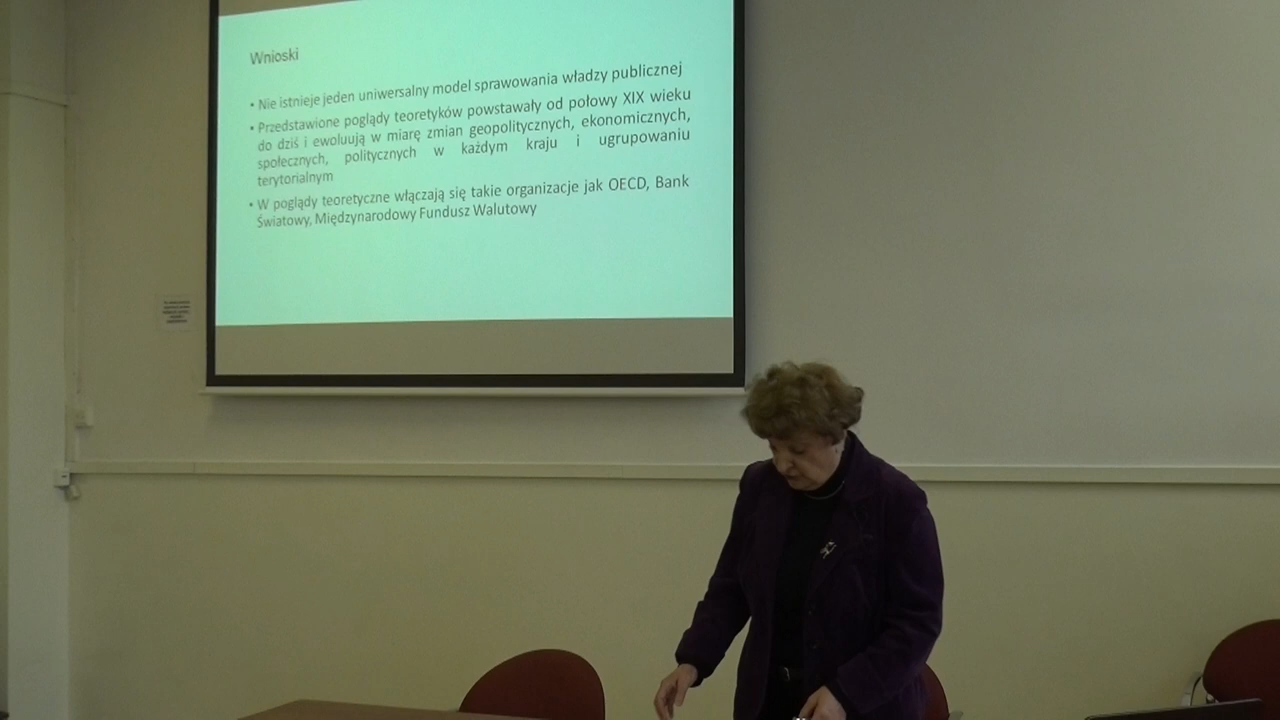 Wnioski
• Nie istnieje jeden uniwersalny model sprawowania władzy publicznej
• Przedstawione poglądy teoretyków powstawały od połowy XIX wieku
do dziś i ewoluują w miarę zmian geopolitycznych, ekonomicznych,
społecznych, politycznych w każdym kraju i ugrupowaniu
terytorialnym
• W poglądy teoretyczne włączają się takie organizacje jak OECD, Bank
Światowy, Międzynarodowy Fundusz Walutowy